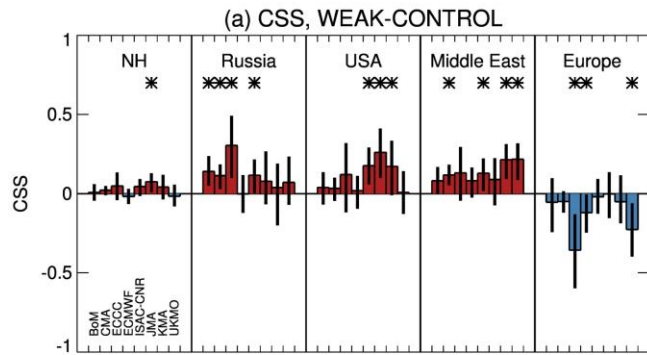 (a) CSS, WEAK-CONTROL
1
NH
Russia
USA
Middle East
Europe
* *** * *** * * ** ** *
0.5
CSS
0
-0.5
BoM
CMA
ECCC
ECMWF
ISAC-CNR
JMA
KMA
UKMO
-1